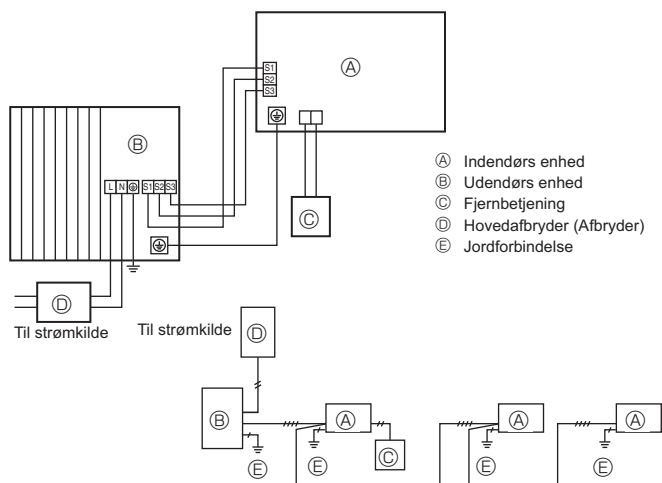 S1
S2
S3
Ⓐ
Ⓑ
L N S1 S2 S3
Ⓒ
Ⓓ
Til strømkilde
Ⓐ Indendørs enhed
Ⓑ Udendørs enhed
Ⓒ Fjernbetjening
Ⓓ Hovedafbryder (Afbryder)
Ⓔ Jordforbindelse
Til strømkilde
Ⓓ
Ⓑ Ⓐ Ⓐ Ⓐ
Ⓒ
Ⓔ Ⓔ Ⓔ Ⓔ